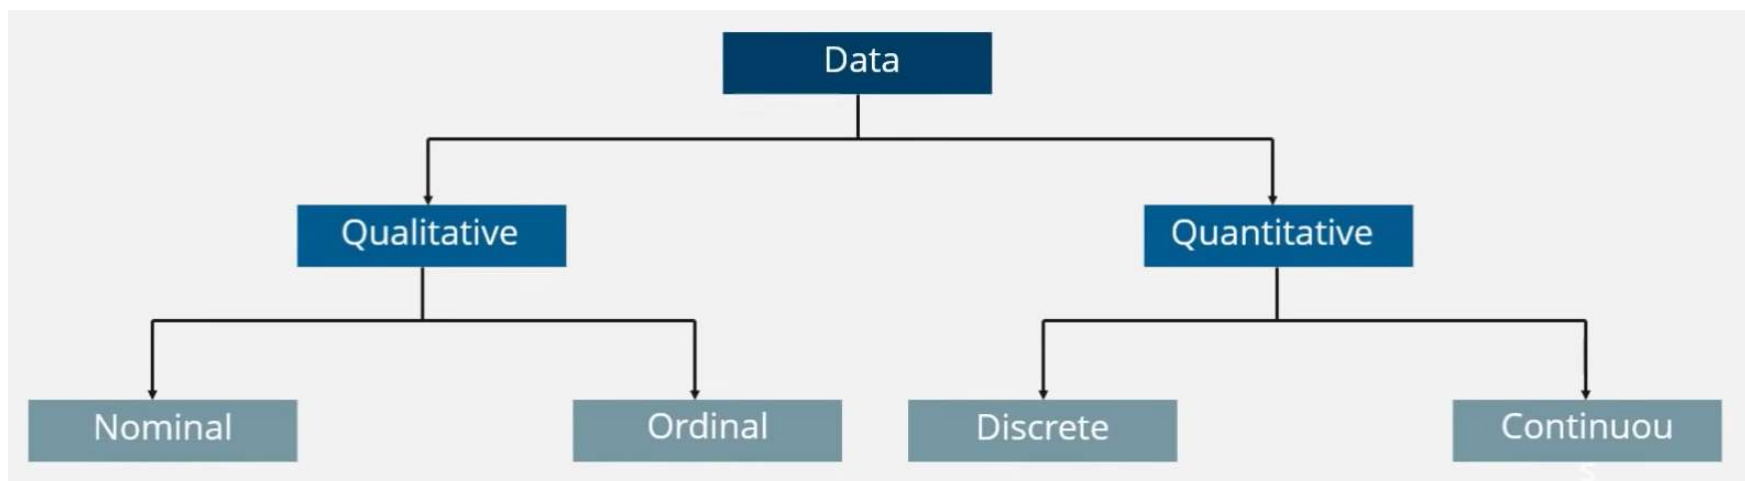 Data
Qualitative
Quantitative
Nominal
Ordinal
Discrete
Continuou
s